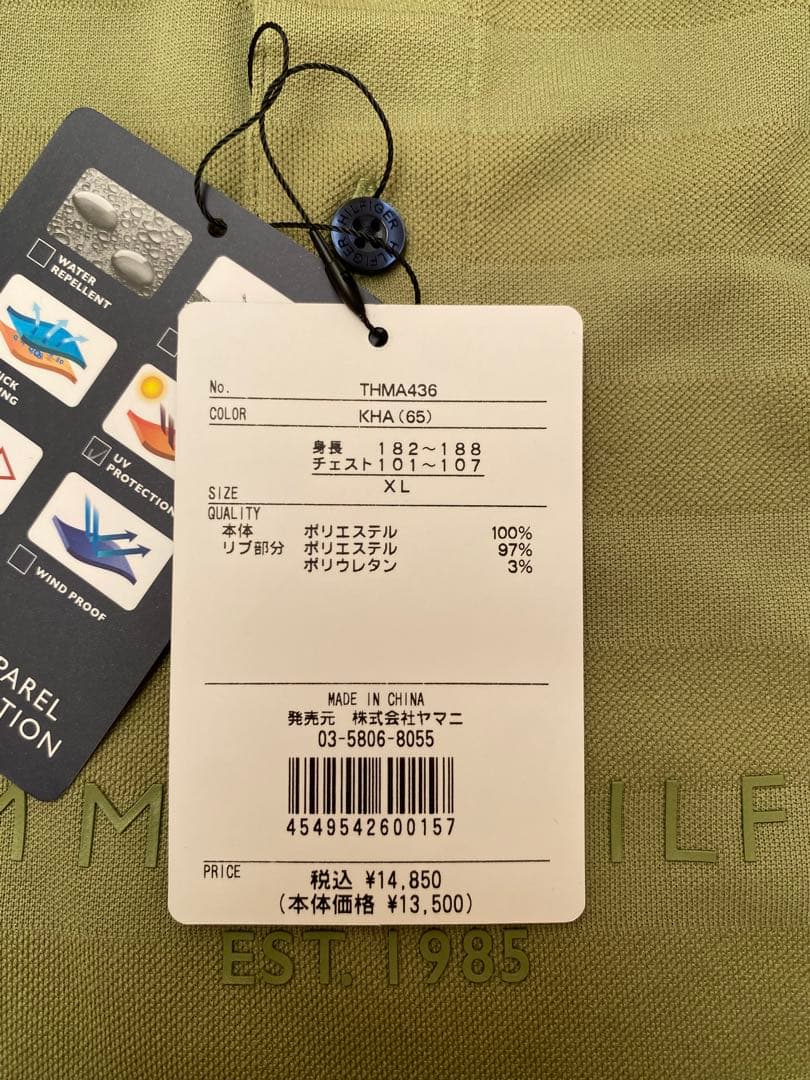 HILFIGER HILFIGER
WATER
REPELLENT
UV
PROTECTION
WIND PROOF
No. THMA436
COLOR KHA(65)
身長 182~188
チェスト 101~107
SIZE XL
QUALITY
本体 ポリエステル 100%
リブ部分 ポリエステル 97%
ポリウレタン 3%
MADE IN CHINA
発売元 株式会社ヤマニ
03-5806-8055
4549542600157
PRICE 税込 ¥14,850
(本体価格 ¥13,500)
EST. 1985